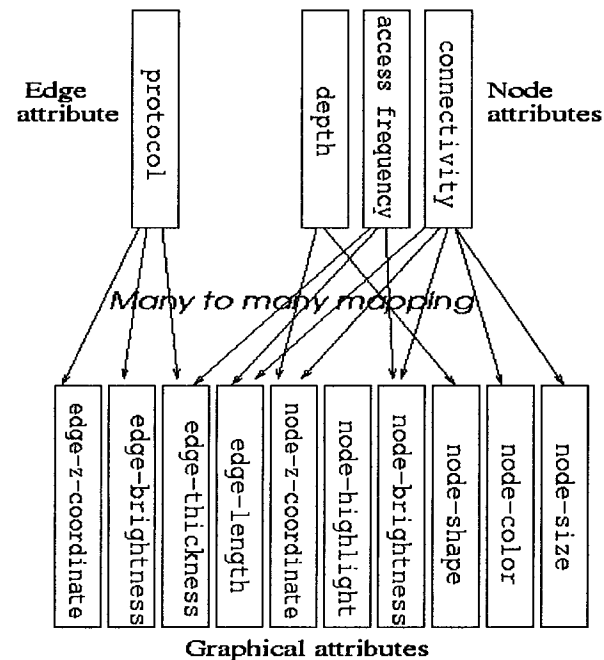 Edge
attribute
protocol
depth
access frequency
connectivity
Node
attributes
Many to many mapping
edge-z-coordinate
edge-brightness
edge-thickness
edge-length
node-z-coordinate
node-highlight
node-brightness
node-shape
node-color
node-size
Graphical attributes